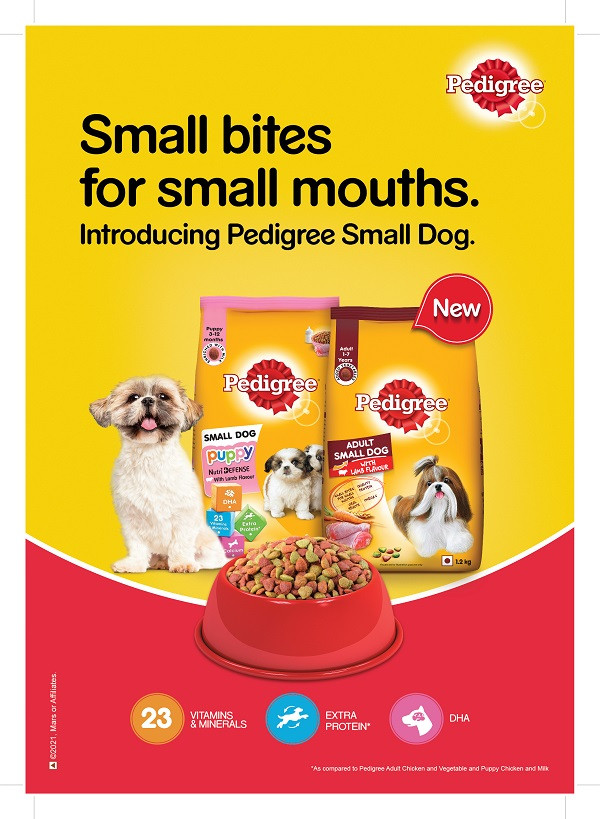 Pedigree
Small bites
for small mouths.
Introducing Pedigree Small Dog.
New
Puppy
3-12
months
Pedigree
SMALL DOG
puppy
Nutri DEFENSE
With Lamb Flavour
DHA
23
Vitamins
Minerals
Extra
Protein*
Calcium
Adult
1-7
Years
Pedigree
ADULT
SMALL DOG
WITH
LAMB FLAVOUR
1.2 kg
23
VITAMINS
& MINERALS
EXTRA
PROTEIN*
DHA
4 ©2021, Mars or Affiliates.
*As compared to Pedigree Adult Chicken and Vegetable and Puppy Chicken and Milk